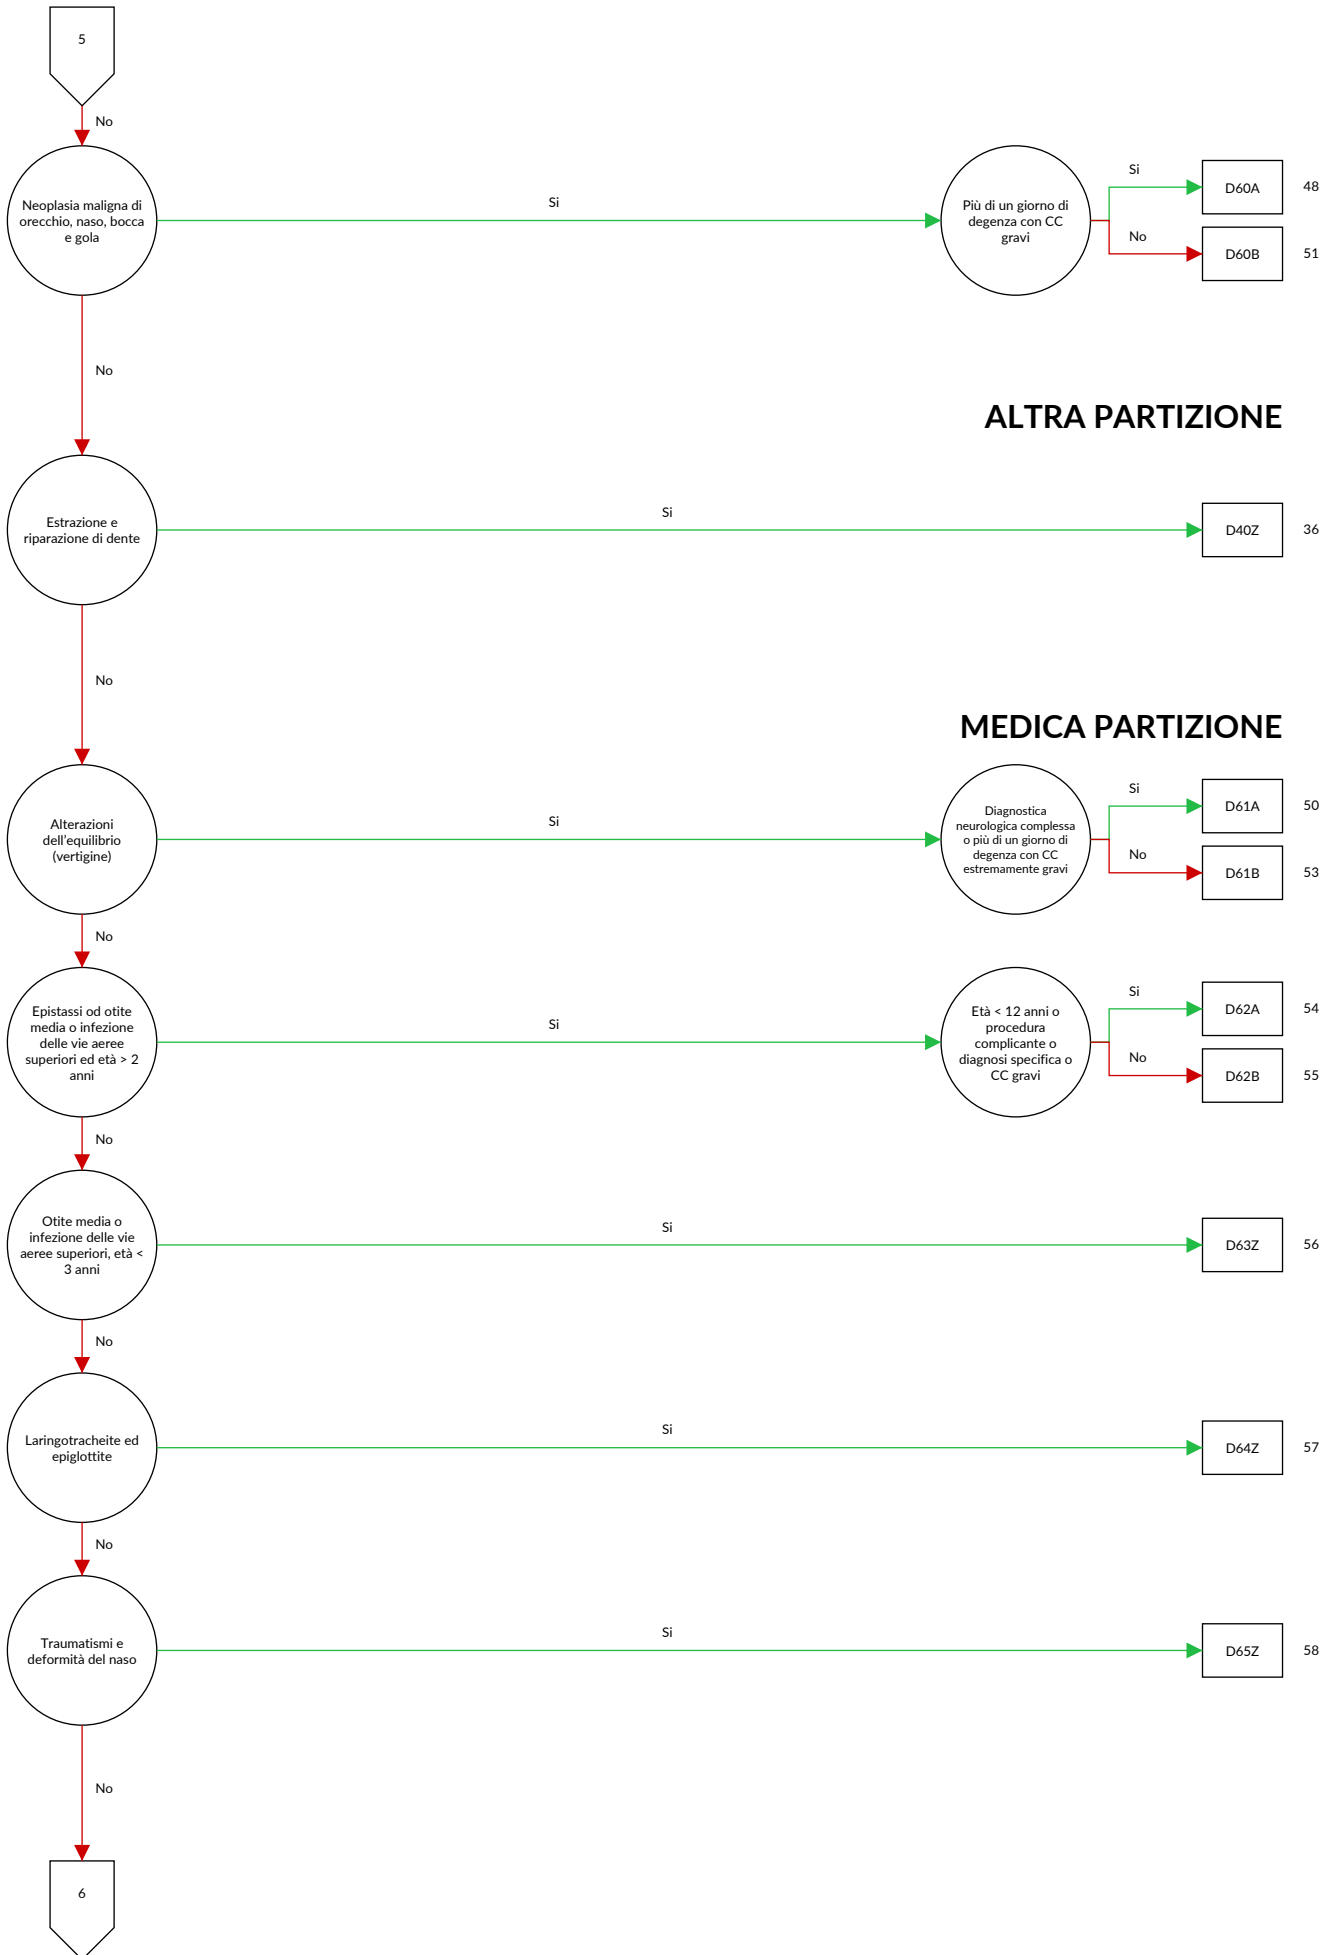 5
No
Neoplasia maligna di
orecchio, naso, bocca
e gola
Si
Più di un giorno di
degenza con CC
gravi
Si
D60A
48
No
D60B
51
No
ALTRA PARTIZIONE
Estrazione e
riparazione di dente
Si
D40Z
36
No
MEDICA PARTIZIONE
Alterazioni
dell'equilibrio
(vertigine)
Si
Diagnostica
neurologica complessa
o più di un giorno di
degenza con CC
estremamente gravi
Si
D61A
50
No
D61B
53
No
Epistassi od otite
media o infezione
delle vie aeree
superiori ed età > 2
anni
Si
Età < 12 anni o
procedura
complicante o
diagnosi specifica o
CC gravi
Si
D62A
54
No
D62B
55
No
Otite media o
infezione delle vie
aeree superiori, età <
3 anni
Si
D63Z
56
No
Laringotracheite ed
epiglottite
Si
D64Z
57
No
Traumatismi e
deformità del naso
Si
D65Z
58
No
6